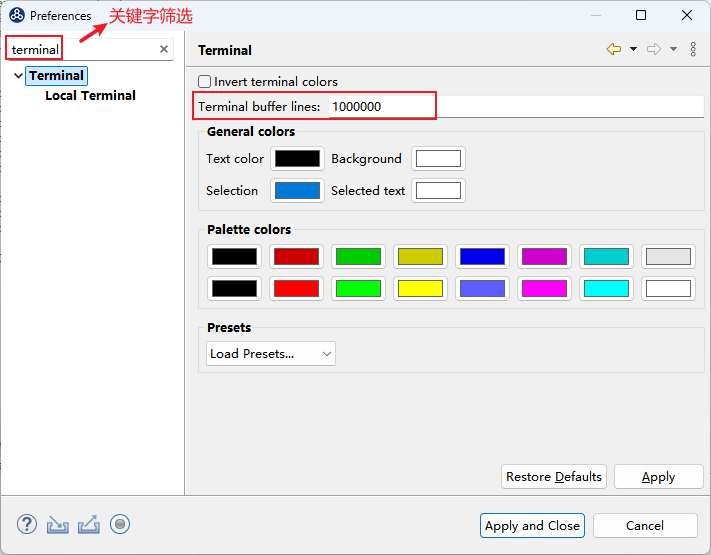 Preferences
关键字筛选
terminal
Terminal
Local Terminal
Terminal
Invert terminal colors
Terminal buffer lines: 1000000
General colors
Text color Background
Selection Selected text
Palette colors
Presets
Load Presets...
Restore Defaults Apply
Apply and Close Cancel